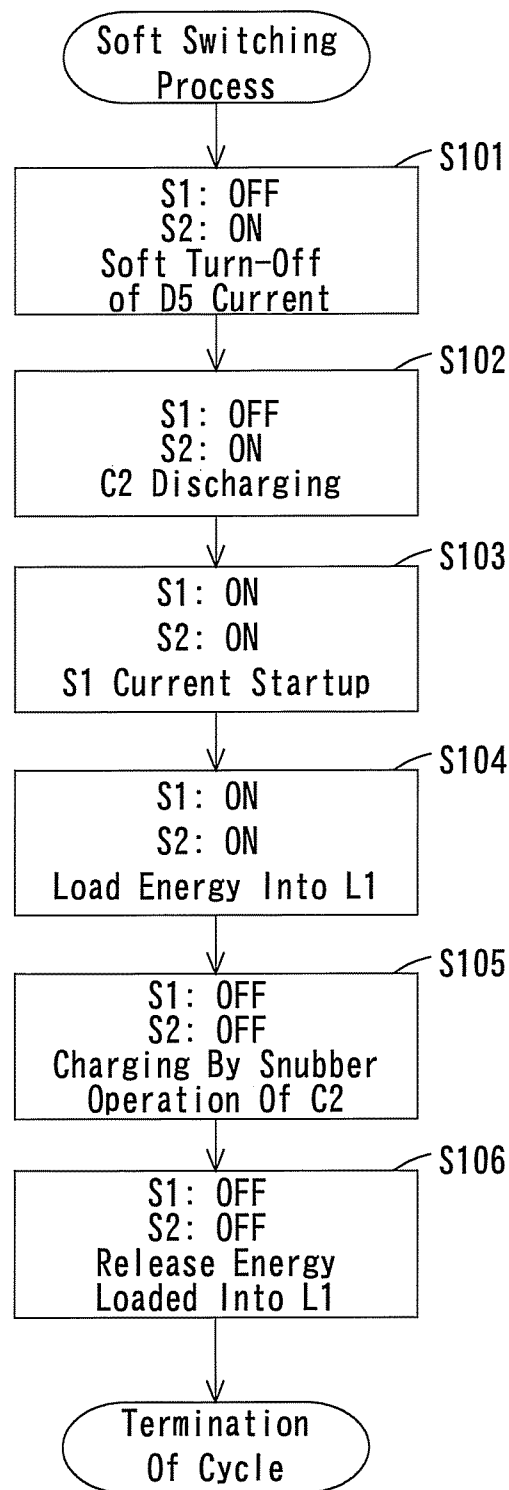 Soft Switching
Process
S101
S1: OFF
S2: ON
Soft Turn-Off
of D5 Current
S102
S1: OFF
S2: ON
C2 Discharging
S103
S1: ON
S2: ON
S1 Current Startup
S104
S1: ON
S2: ON
Load Energy Into L1
S105
S1: OFF
S2: OFF
Charging By Snubber
Operation Of C2
S106
S1: OFF
S2: OFF
Release Energy
Loaded Into L1
Termination
Of Cycle